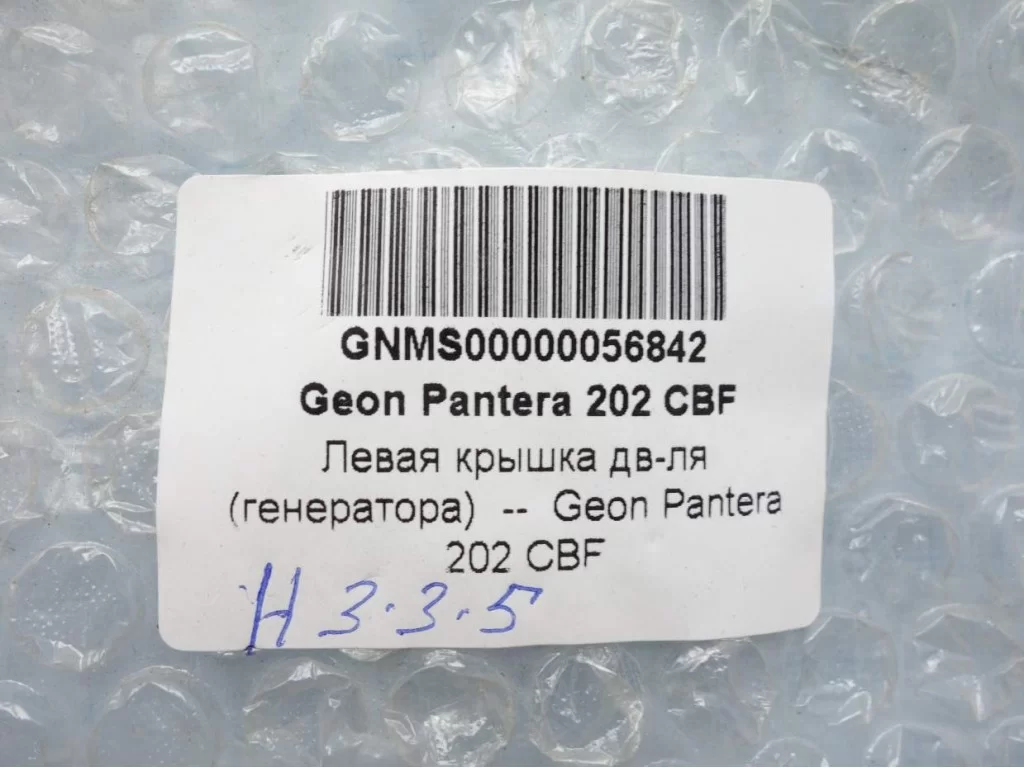 GNMS00000056842
Geon Pantera 202 CBF
Левая крышка дв-ля
(генератора) -- Geon Pantera
202 CBF
H 3.3.5